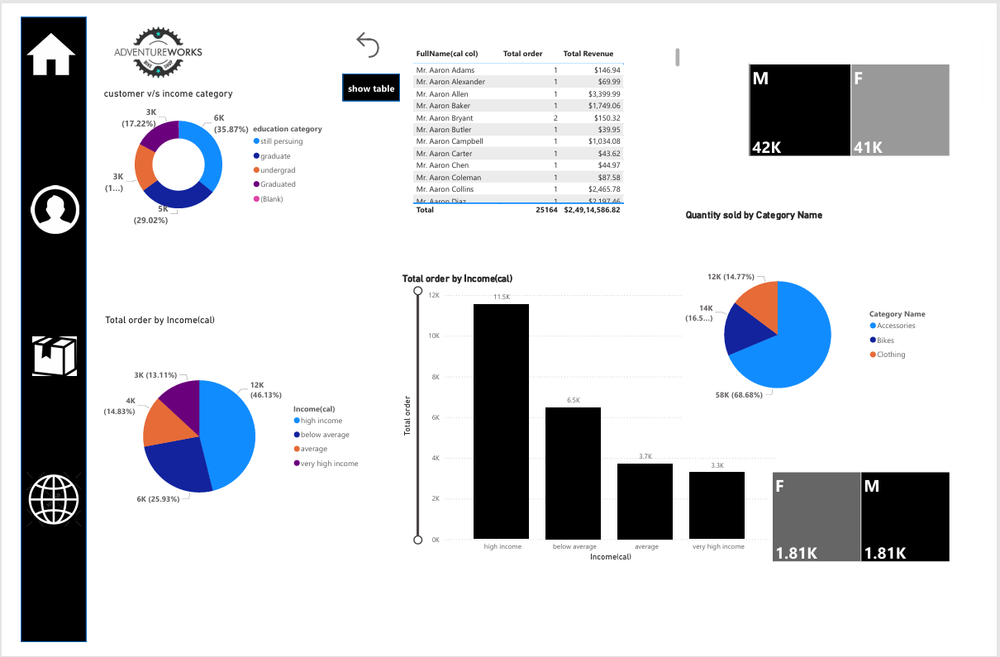 ADVENTUREWORKS
BIKE SHOP
customer v/s income category
3K
(17.22%)
6K
(35.87%)
3K
(1...)
5K
(29.02%)
education category
still persuing
graduate
undergrad
Graduated
(Blank)
show table
FullName(cal col) Total order Total Revenue
Mr. Aaron Adams 1 $146.94
Mr. Aaron Alexander 1 $69.99
Mr. Aaron Allen 1 $3,399.99
Mr. Aaron Baker 1 $1,749.06
Mr. Aaron Bryant 2 $150.32
Mr. Aaron Butler 1 $39.95
Mr. Aaron Campbell 1 $1,034.08
Mr. Aaron Carter 1 $43.62
Mr. Aaron Chen 1 $44.97
Mr. Aaron Coleman 1 $87.58
Mr. Aaron Collins 1 $2,465.78
Mr. Aaron Diaz 1 $2,197.46
Total 25164 $2,49,14,586.82
M F
42K 41K
Quantity sold by Category Name
12K (14.77%)
14K
(16.5...)
58K (68.68%)
Category Name
Accessories
Bikes
Clothing
Total order by Income(cal)
3K (13.11%)
12K
(46.13%)
4K
(14.83%)
6K (25.93%)
Income(cal)
high income
below average
average
very high income
Total order by Income(cal)
Total order
12K
10K
8K
6K
4K
2K
0K
11.5K
6.5K
3.7K
3.3K
high income below average average very high income
Income(cal)
F M
1.81K 1.81K